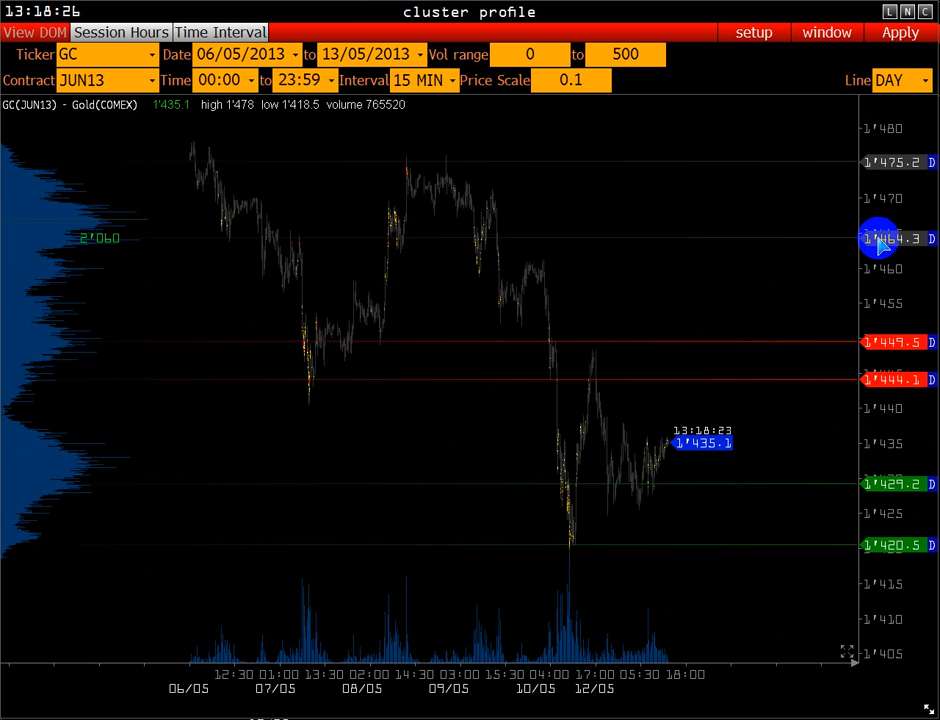 13:18:26 cluster profile L N C
View DOM Session Hours Time Interval setup window Apply
Ticker GC Date 06/05/2013 to 13/05/2013 Vol range 0 to 500
Contract JUN13 Time 00:00 to 23:59 Interval 15 MIN Price Scale 0.1 Line DAY
GC(JUN13) - Gold(COMEX) 1'435.1 high 1'478 low 1'418.5 volume 765520
1'480
1'475.2 D
1'470
2'060 1'464.3 D
1'460
1'455
1'449.5 D
1'444.1 D
1'440
13:18:23
1'435.1 1'435
1'429.2 D
1'425
1'420.5 D
1'415
1'410
1'405
12:30 01:00 13:30 02:00 14:30 03:00 15:30 04:00 17:00 05:30 18:00
06/05 07/05 08/05 09/05 10/05 12/05